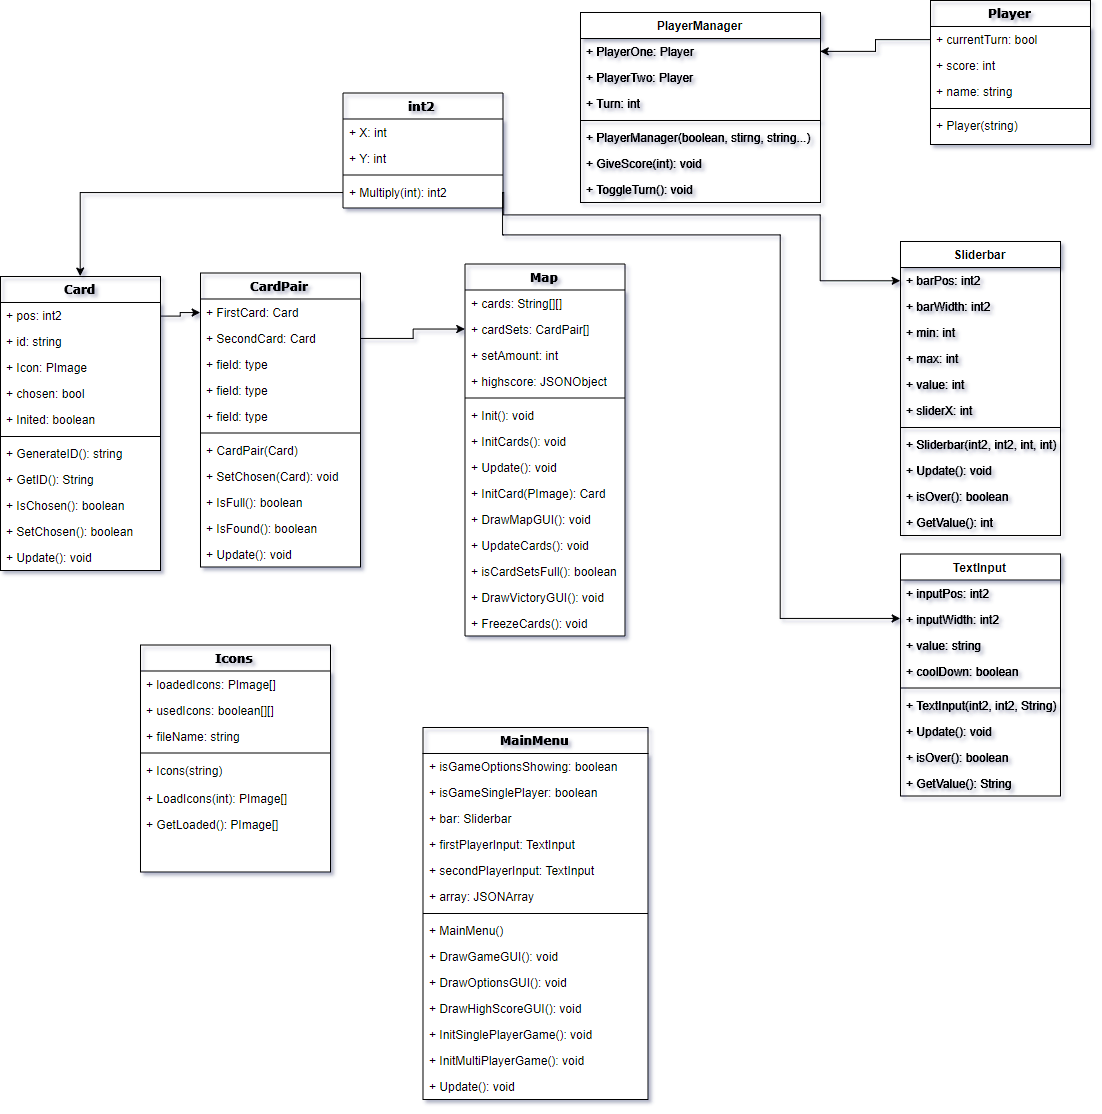 PlayerManager
+ PlayerOne: Player
+ PlayerTwo: Player
+ Turn: int
+ PlayerManager(boolean, stirng, string...)
+ GiveScore(int): void
+ ToggleTurn(): void
Player
+ currentTurn: bool
+ score: int
+ name: string
+ Player(string)
int2
+ X: int
+ Y: int
+ Multiply(int): int2
Card
+ pos: int2
+ id: string
+ Icon: PImage
+ chosen: bool
+ Inited: boolean
+ GenerateID(): string
+ GetID(): String
+ IsChosen(): boolean
+ SetChosen(): boolean
+ Update(): void
CardPair
+ FirstCard: Card
+ SecondCard: Card
+ field: type
+ field: type
+ field: type
+ CardPair(Card)
+ SetChosen(Card): void
+ IsFull(): boolean
+ IsFound(): boolean
+ Update(): void
Map
+ cards: String[][]
+ cardSets: CardPair[]
+ setAmount: int
+ highscore: JSONObject
+ Init(): void
+ InitCards(): void
+ Update(): void
+ InitCard(PImage): Card
+ DrawMapGUI(): void
+ UpdateCards(): void
+ isCardSetsFull(): boolean
+ DrawVictoryGUI(): void
+ FreezeCards(): void
Sliderbar
+ barPos: int2
+ barWidth: int2
+ min: int
+ max: int
+ value: int
+ sliderX: int
+ Sliderbar(int2, int2, int, int)
+ Update(): void
+ isOver(): boolean
+ GetValue(): int
TextInput
+ inputPos: int2
+ inputWidth: int2
+ value: string
+ coolDown: boolean
+ TextInput(int2, int2, String)
+ Update(): void
+ isOver(): boolean
+ GetValue(): String
Icons
+ loadedIcons: PImage[]
+ usedIcons: boolean[][]
+ fileName: string
+ Icons(string)
+ LoadIcons(int): PImage[]
+ GetLoaded(): PImage[]
MainMenu
+ isGameOptionsShowing: boolean
+ isGameSinglePlayer: boolean
+ bar: Sliderbar
+ firstPlayerInput: TextInput
+ secondPlayerInput: TextInput
+ array: JSONArray
+ MainMenu()
+ DrawGameGUI(): void
+ DrawOptionsGUI(): void
+ DrawHighScoreGUI(): void
+ InitSinglePlayerGame(): void
+ InitMultiPlayerGame(): void
+ Update(): void